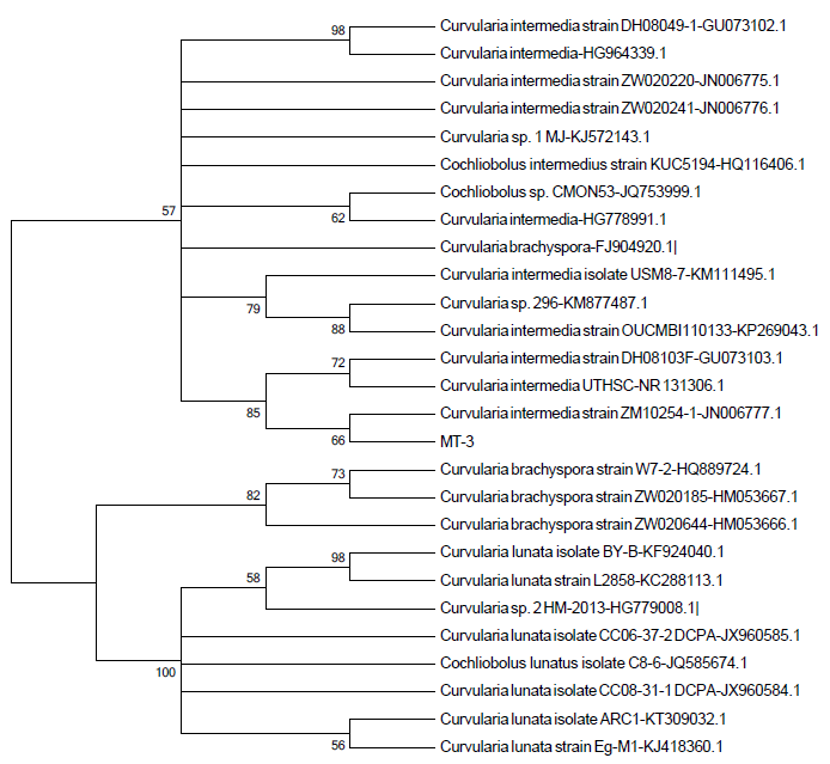 98
Curvularia intermedia strain DH08049-1-GU073102.1
Curvularia intermedia-HG964339.1
Curvularia intermedia strain ZW020220-JN006775.1
Curvularia intermedia strain ZW020241-JN006776.1
Curvularia sp. 1 MJ-KJ572143.1
Cochliobolus intermedius strain KUC5194-HQ116406.1
57
Cochliobolus sp. CMON53-JQ753999.1
62
Curvularia intermedia-HG778991.1
Curvularia brachyspora-FJ904920.1|
Curvularia intermedia isolate USM8-7-KM111495.1
79
Curvularia sp. 296-KM877487.1
88
Curvularia intermedia strain OUCMBI110133-KP269043.1
72
Curvularia intermedia strain DH08103F-GU073103.1
Curvularia intermedia UTHSC-NR 131306.1
85
Curvularia intermedia strain ZM10254-1-JN006777.1
66
MT-3
73
Curvularia brachyspora strain W7-2-HQ889724.1
82
Curvularia brachyspora strain ZW020185-HM053667.1
Curvularia brachyspora strain ZW020644-HM053666.1
98
Curvularia lunata isolate BY-B-KF924040.1
58
Curvularia lunata strain L2858-KC288113.1
Curvularia sp. 2 HM-2013-HG779008.1|
Curvularia lunata isolate CC06-37-2 DCPA-JX960585.1
100
Cochliobolus lunatus isolate C8-6-JQ585674.1
Curvularia lunata isolate CC08-31-1 DCPA-JX960584.1
Curvularia lunata isolate ARC1-KT309032.1
56
Curvularia lunata strain Eg-M1-KJ418360.1